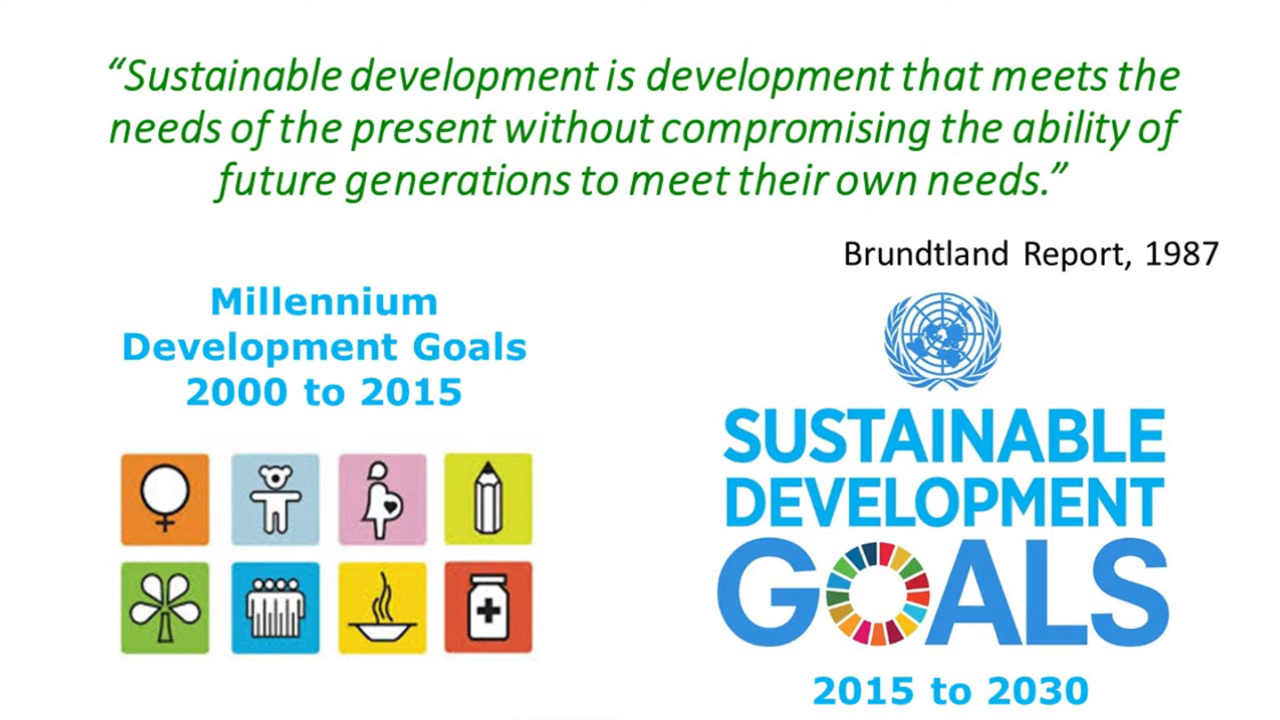 “Sustainable development is development that meets the
needs of the present without compromising the ability of
future generations to meet their own needs.”
Brundtland Report, 1987
Millennium
Development Goals
2000 to 2015
SUSTAINABLE
DEVELOPMENT
GOALS
2015 to 2030